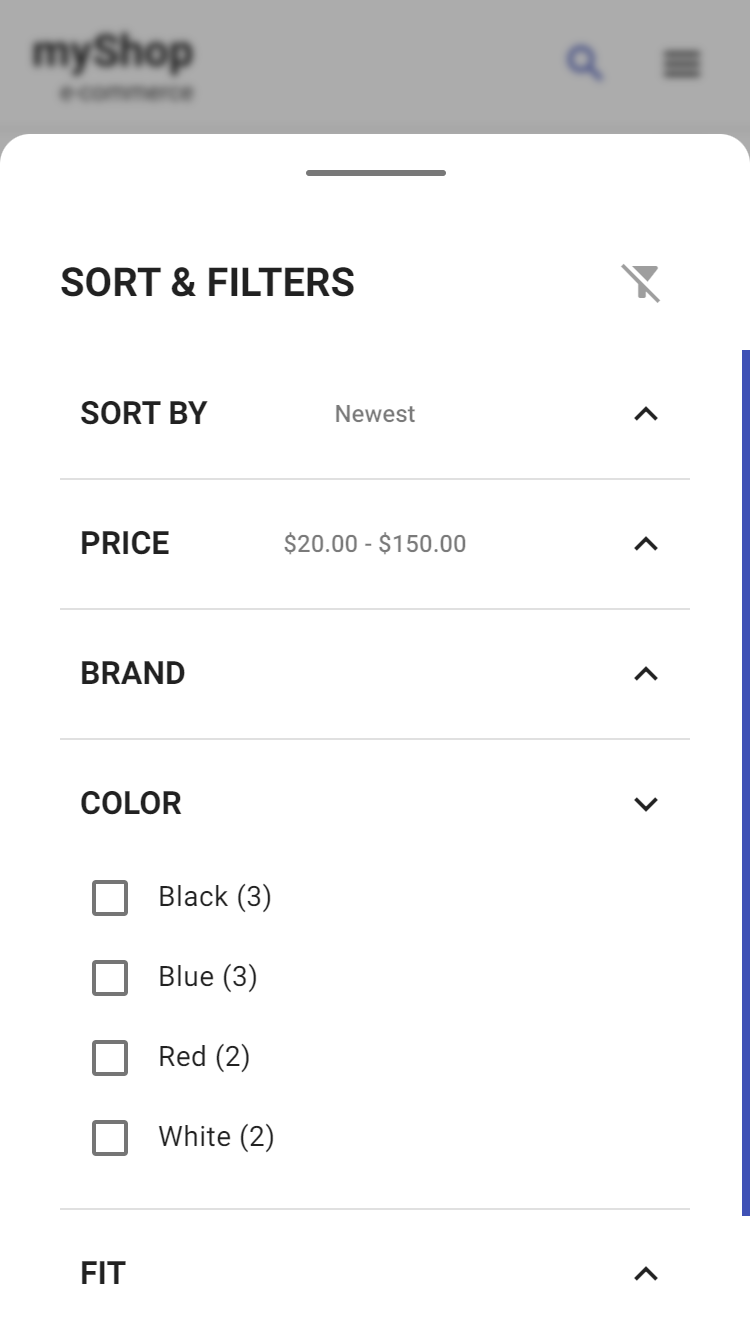 myShop
e-commerce
SORT & FILTERS
SORT BY Newest
PRICE $20.00 - $150.00
BRAND
COLOR
Black (3)
Blue (3)
Red (2)
White (2)
FIT